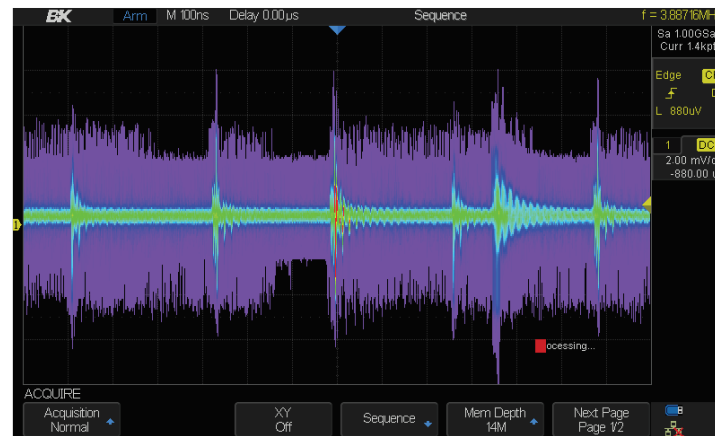 BK Arm M 100ns Delay 0.00µs Sequence f = 3.88716MH
Sa 1.00GSa
Curr 1.4kpt
Edge
L 880uV
1 DC
2.00 mV/
-880.00
1
ocessing...
ACQUIRE
Acquisition XY Sequence Mem Depth Next Page
Normal Off 14M Page 1/2